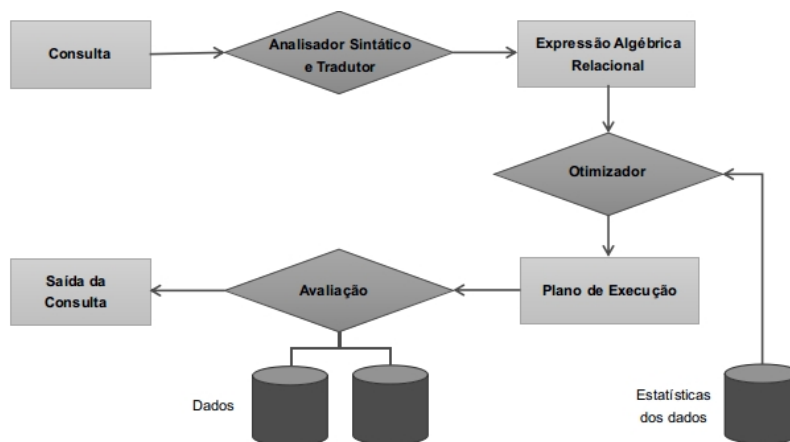 Consulta
Analisador Sintático
e Tradutor
Expressão Algébrica
Relacional
Otimizador
Plano de Execução
Avaliação
Saída da
Consulta
Dados
Estatísticas
dos dados